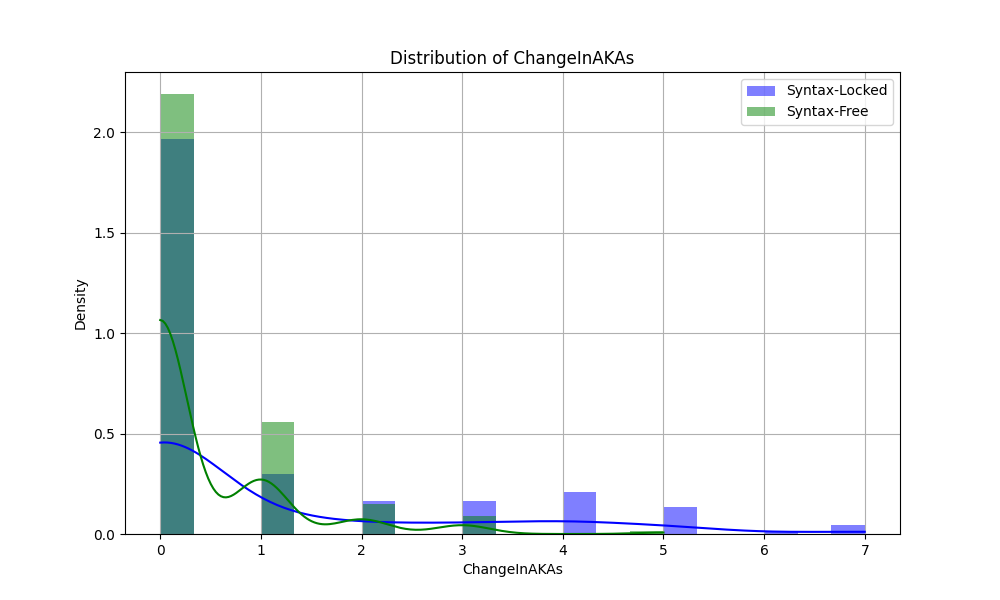 Distribution of ChangeInAKAs
Syntax-Locked
Syntax-Free
Density
2.0
1.5
1.0
0.5
0.0
0 1 2 3 4 5 6 7
ChangeInAKAs